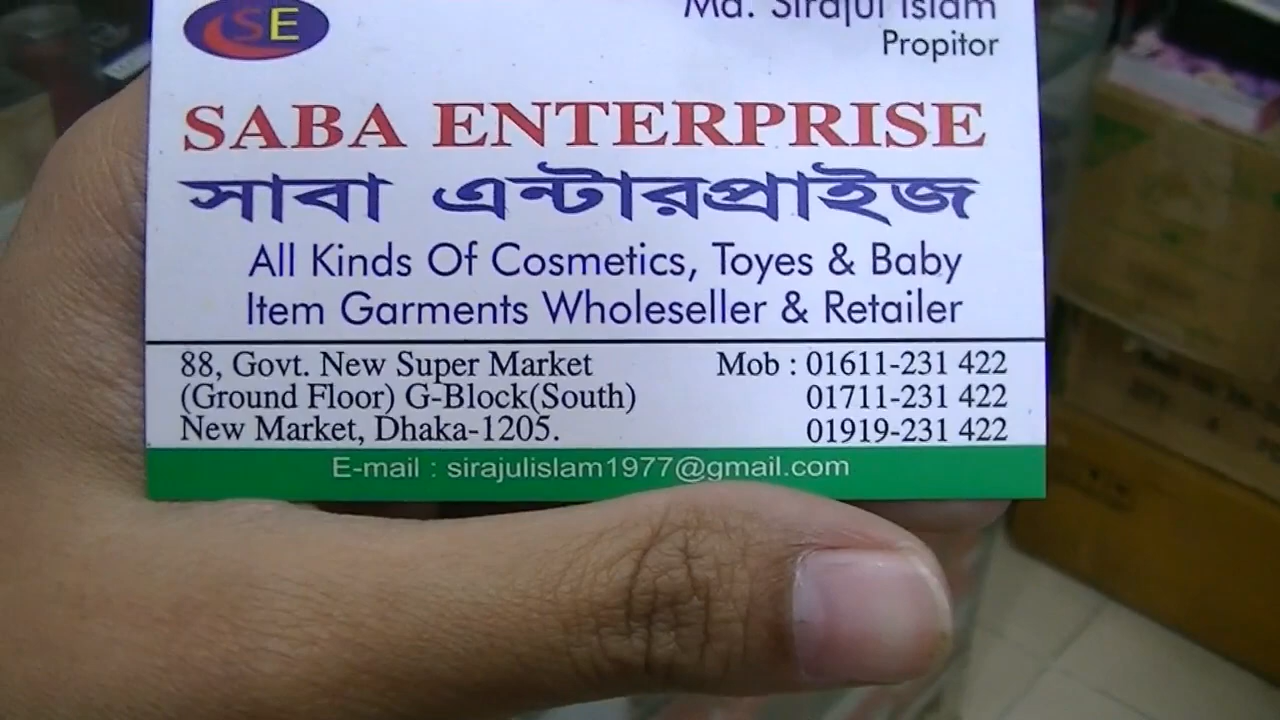 SE
Md. Sirajul Islam
Propitor
SABA ENTERPRISE
সাবা এন্টারপ্রাইজ
All Kinds Of Cosmetics, Toyes & Baby
Item Garments Wholeseller & Retailer
88, Govt. New Super Market
(Ground Floor) G-Block(South)
New Market, Dhaka-1205.
Mob : 01611-231 422
01711-231 422
01919-231 422
E-mail : sirajulislam1977@gmail.com